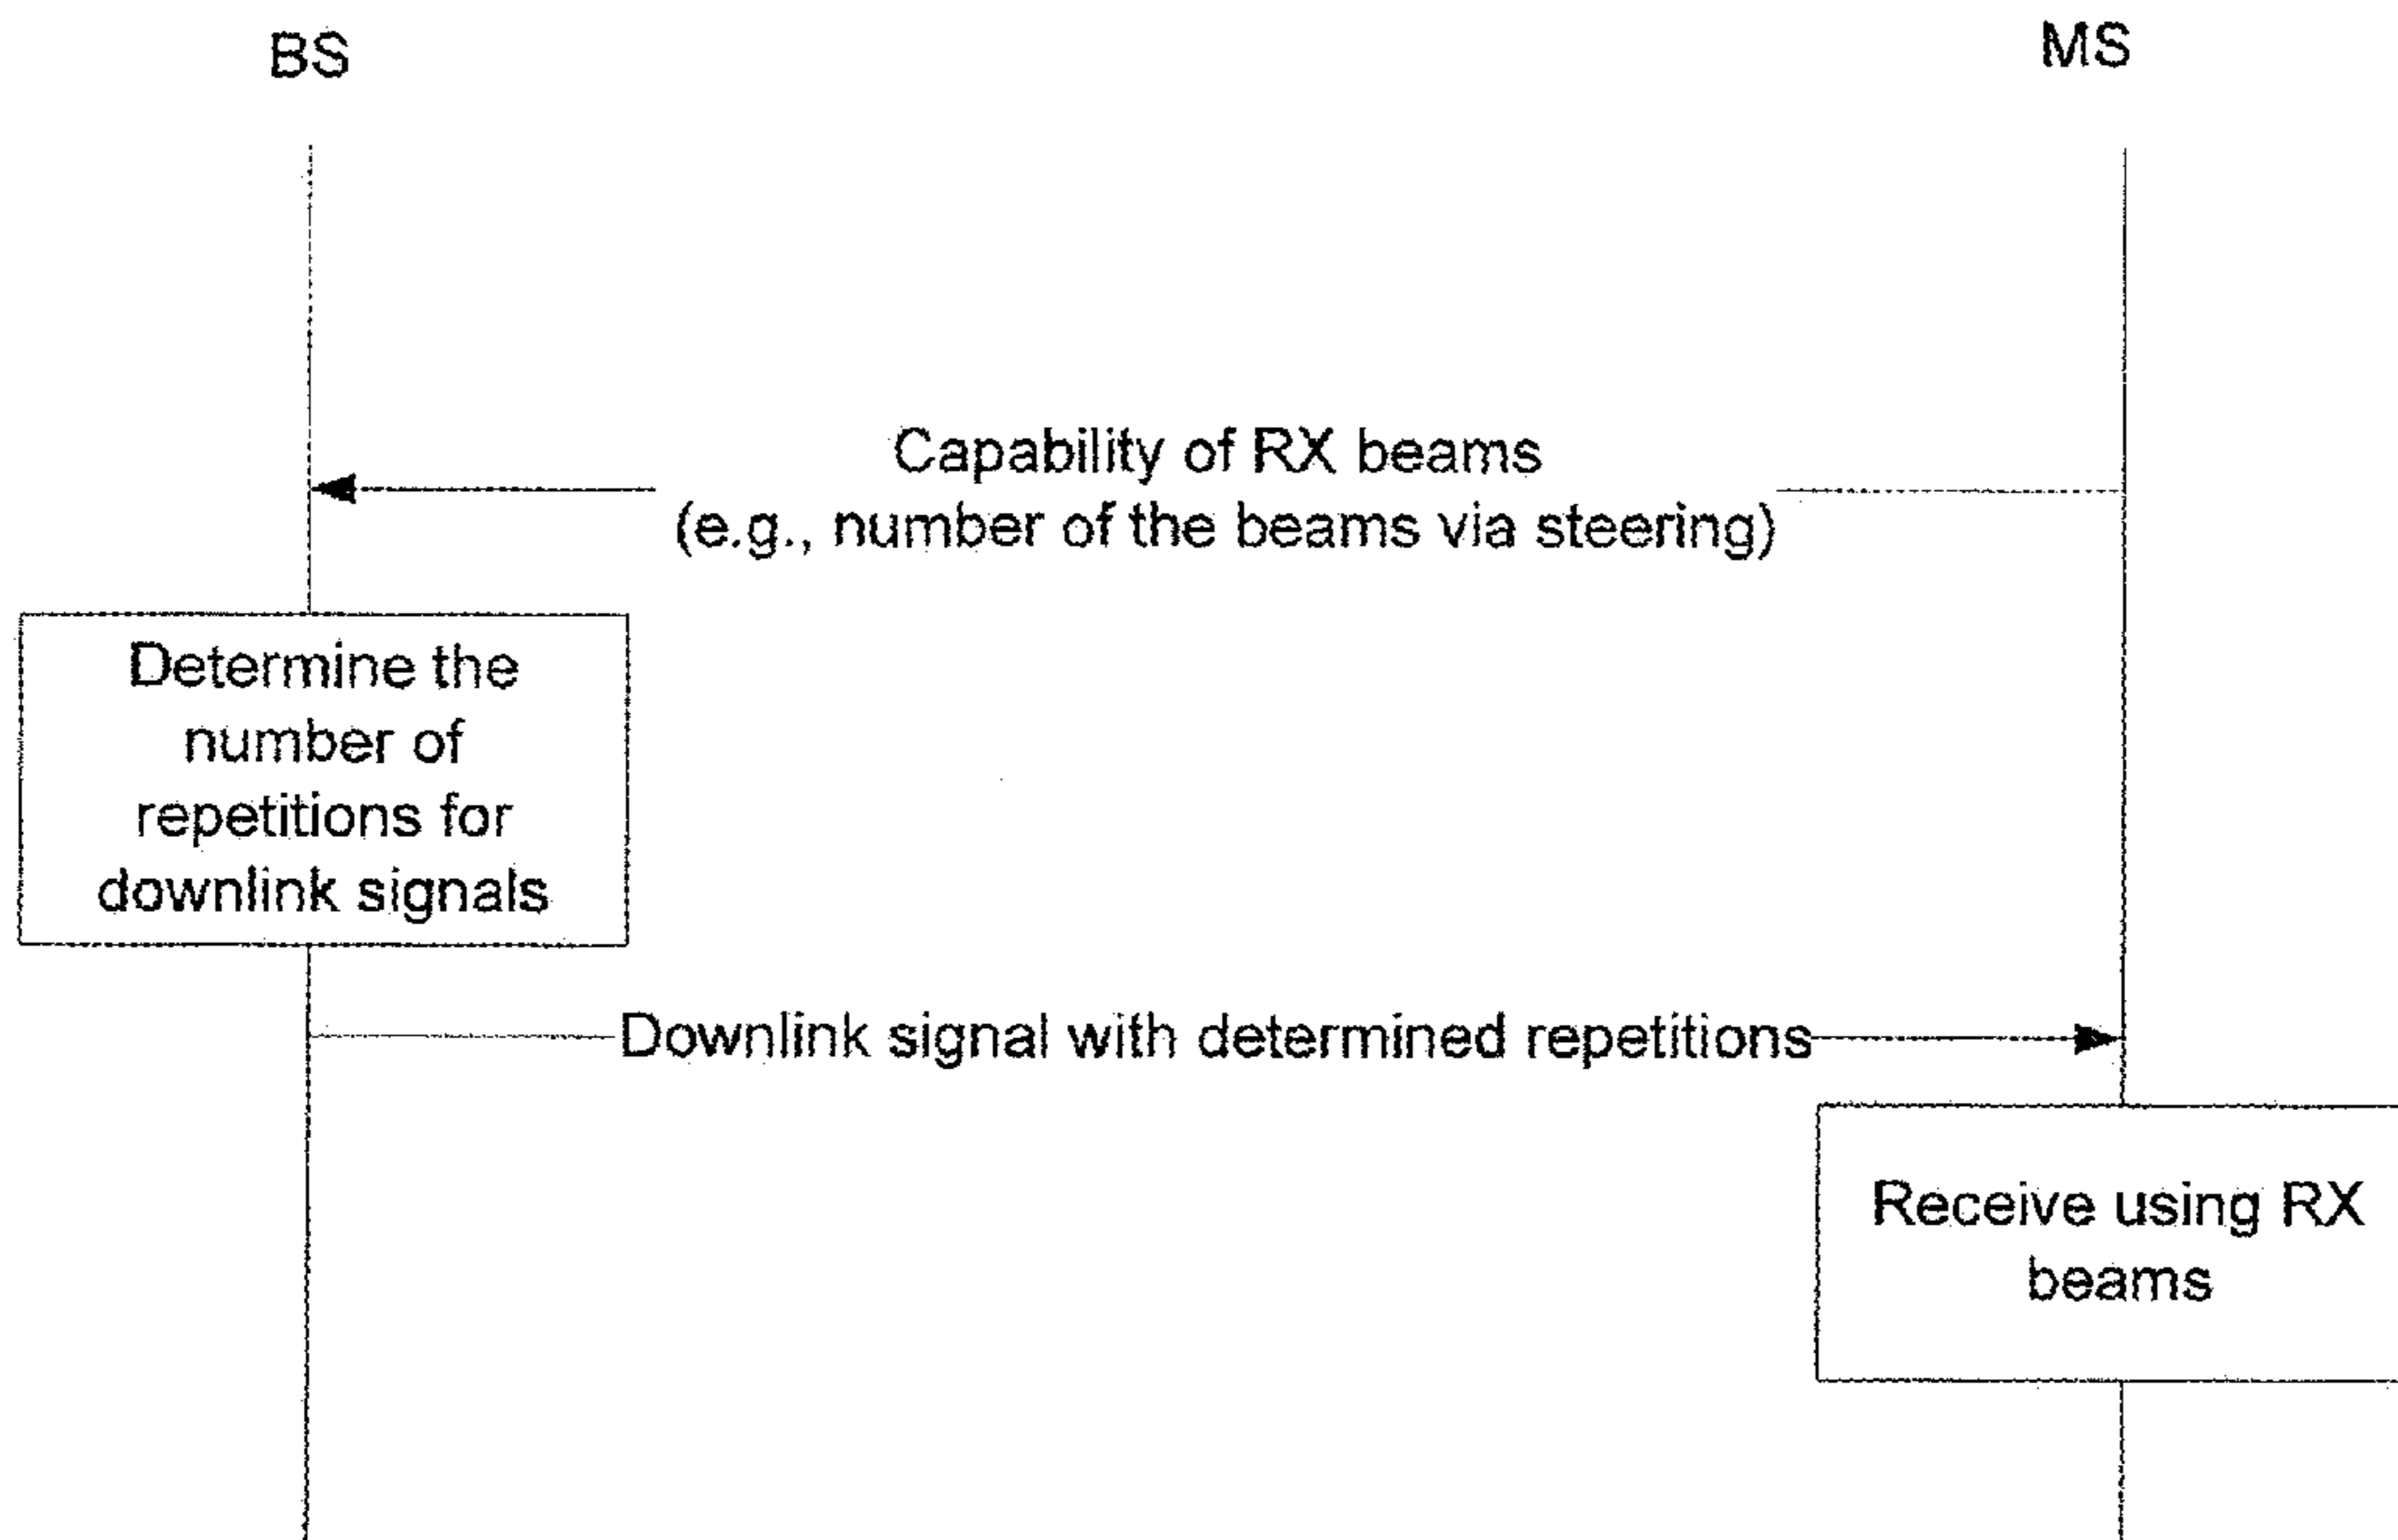 BS
MS
Capability of RX beams
(e.g., number of the beams via steering)
Determine the
number of
repetitions for
downlink signals
Downlink signal with determined repetitions
Receive using RX
beams